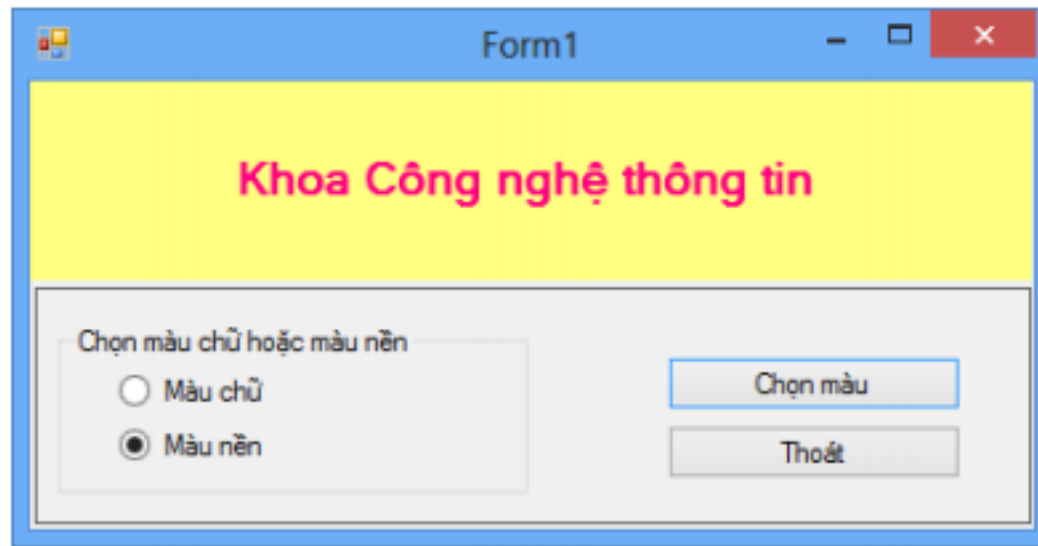 Form1
Khoa Công nghệ thông tin
Chọn màu chữ hoặc màu nền
Màu chữ
Màu nền
Chọn màu
Thoát